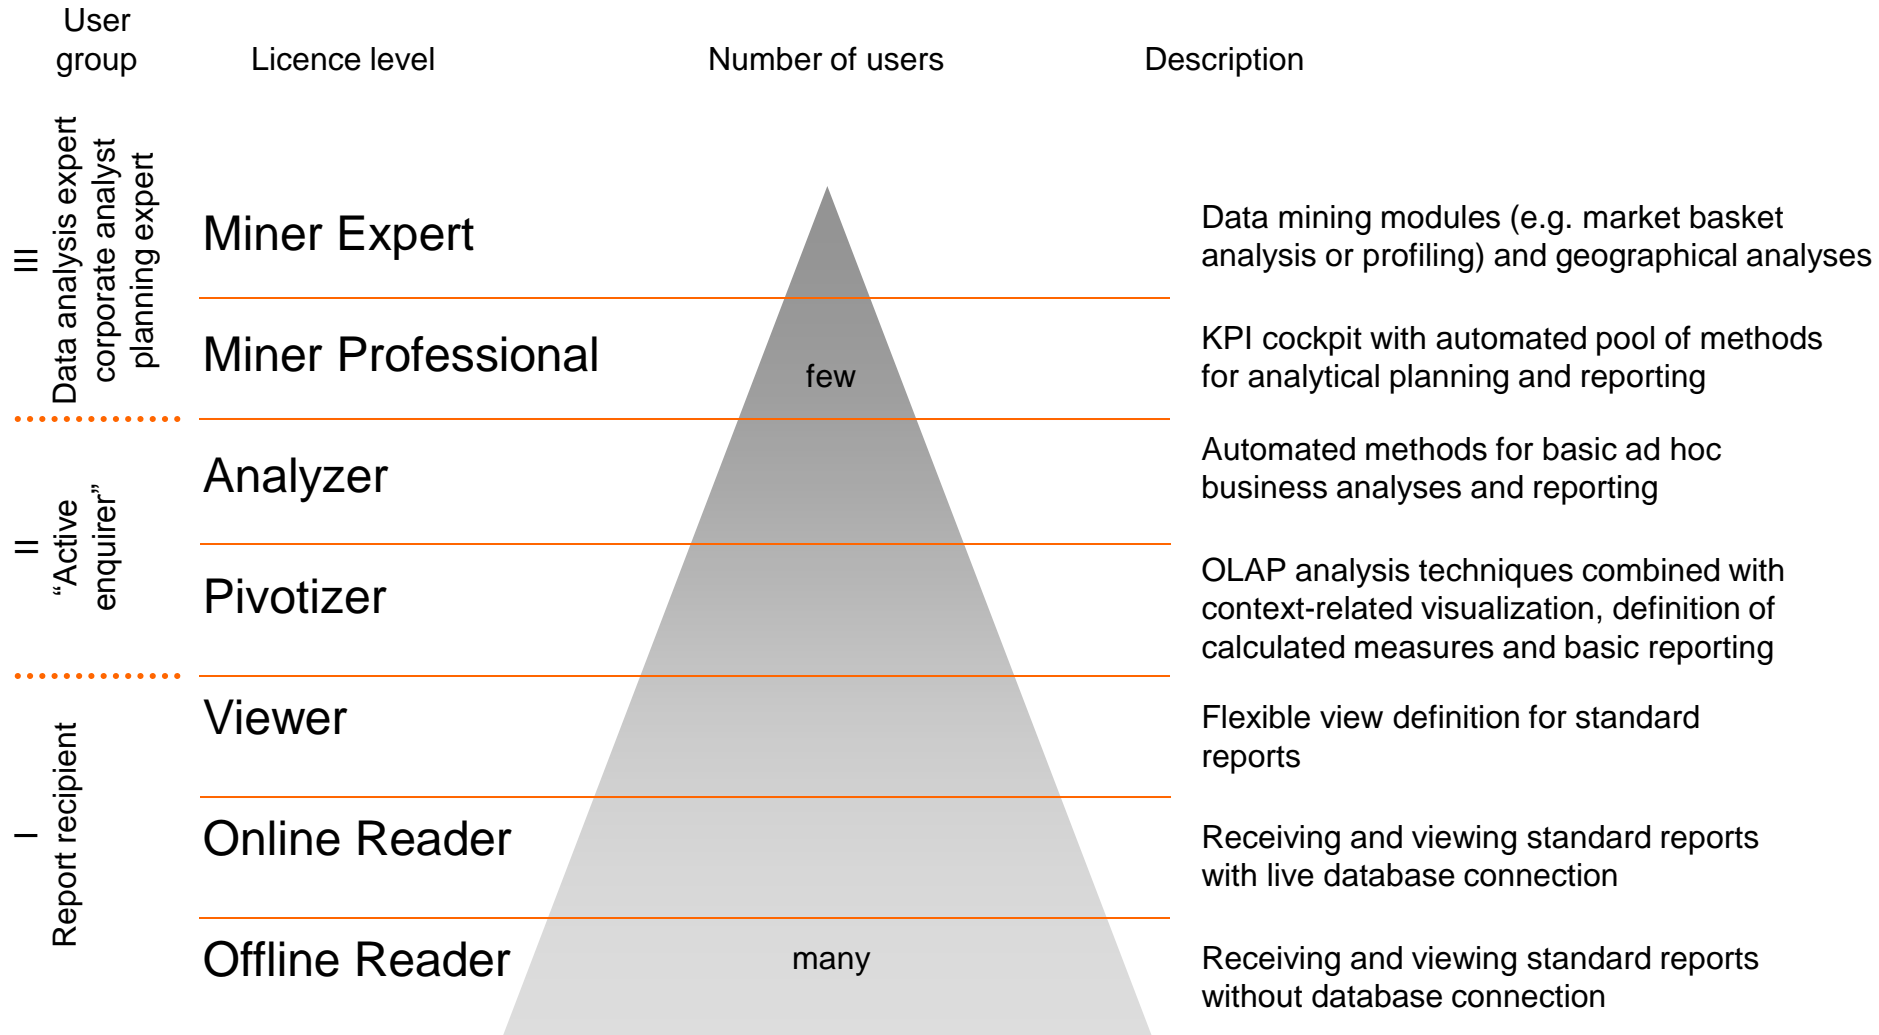 User
group
Licence level
Number of users
Description
III
Data analysis expert
corporate analyst
planning expert
Miner Expert
Data mining modules (e.g. market basket
analysis or profiling) and geographical analyses
Miner Professional
few
KPI cockpit with automated pool of methods
for analytical planning and reporting
II
“Active
enquirer”
Analyzer
Automated methods for basic ad hoc
business analyses and reporting
Pivotizer
OLAP analysis techniques combined with
context-related visualization, definition of
calculated measures and basic reporting
I
Report recipient
Viewer
Flexible view definition for standard
reports
Online Reader
Receiving and viewing standard reports
with live database connection
Offline Reader
many
Receiving and viewing standard reports
without database connection